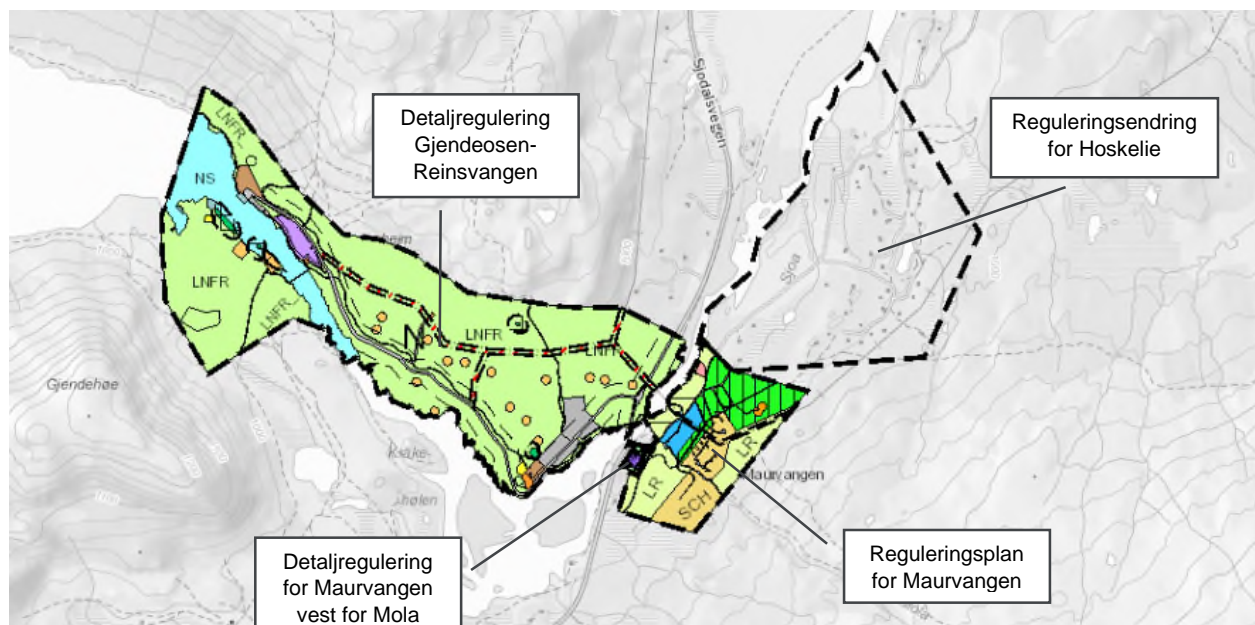 Detaljregulering
Gjendeosen-
Reinsvangen
Reguleringsendring
for Hoskelie
Sjodalsvegen
LNFR
NS
LNFR
LNFR
LNFR
Sjoa
Gjendehøe
LR
SCH
LR
Maurvangen
Detaljregulering
for Maurvangen
vest for Mola
Reguleringsplan
for Maurvangen